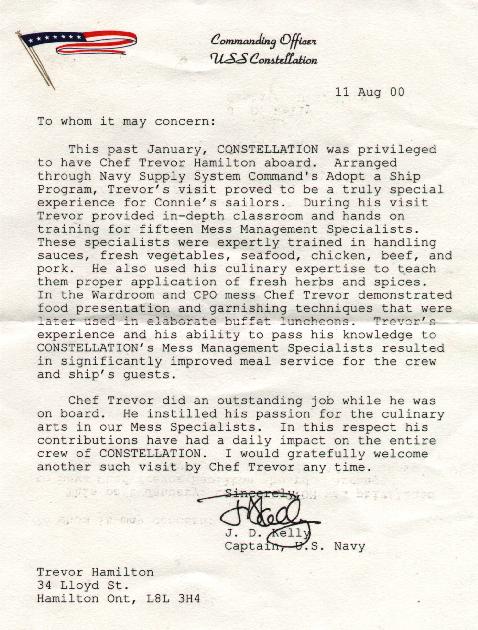 Commanding Officer
USS Constellation
11 Aug 00
To whom it may concern:
This past January, CONSTELLATION was privileged
to have Chef Trevor Hamilton aboard. Arranged
through Navy Supply System Command's Adopt a Ship
Program, Trevor's visit proved to be a truly special
experience for Connie's sailors. During his visit
Trevor provided in-depth classroom and hands on
training for fifteen Mess Management Specialists.
These specialists were expertly trained in handling
sauces, fresh vegetables, seafood, chicken, beef, and
pork. He also used his culinary expertise to teach
them proper application of fresh herbs and spices.
In the Wardroom and CPO mess Chef Trevor demonstrated
food presentation and garnishing techniques that were
later used in elaborate buffet luncheons. Trevor's
experience and his ability to pass his knowledge to
CONSTELLATION's Mess Management Specialists resulted
in significantly improved meal service for the crew
and ship's guests.
Chef Trevor did an outstanding job while he was
on board. He instilled his passion for the culinary
arts in our Mess Specialists. In this respect his
contributions have had a daily impact on the entire
crew of CONSTELLATION. I would gratefully welcome
another such visit by Chef Trevor any time.
Sincerely
J. D. Kelly
Captain, U.S. Navy
Trevor Hamilton
34 Lloyd St.
Hamilton Ont, L8L 3H4